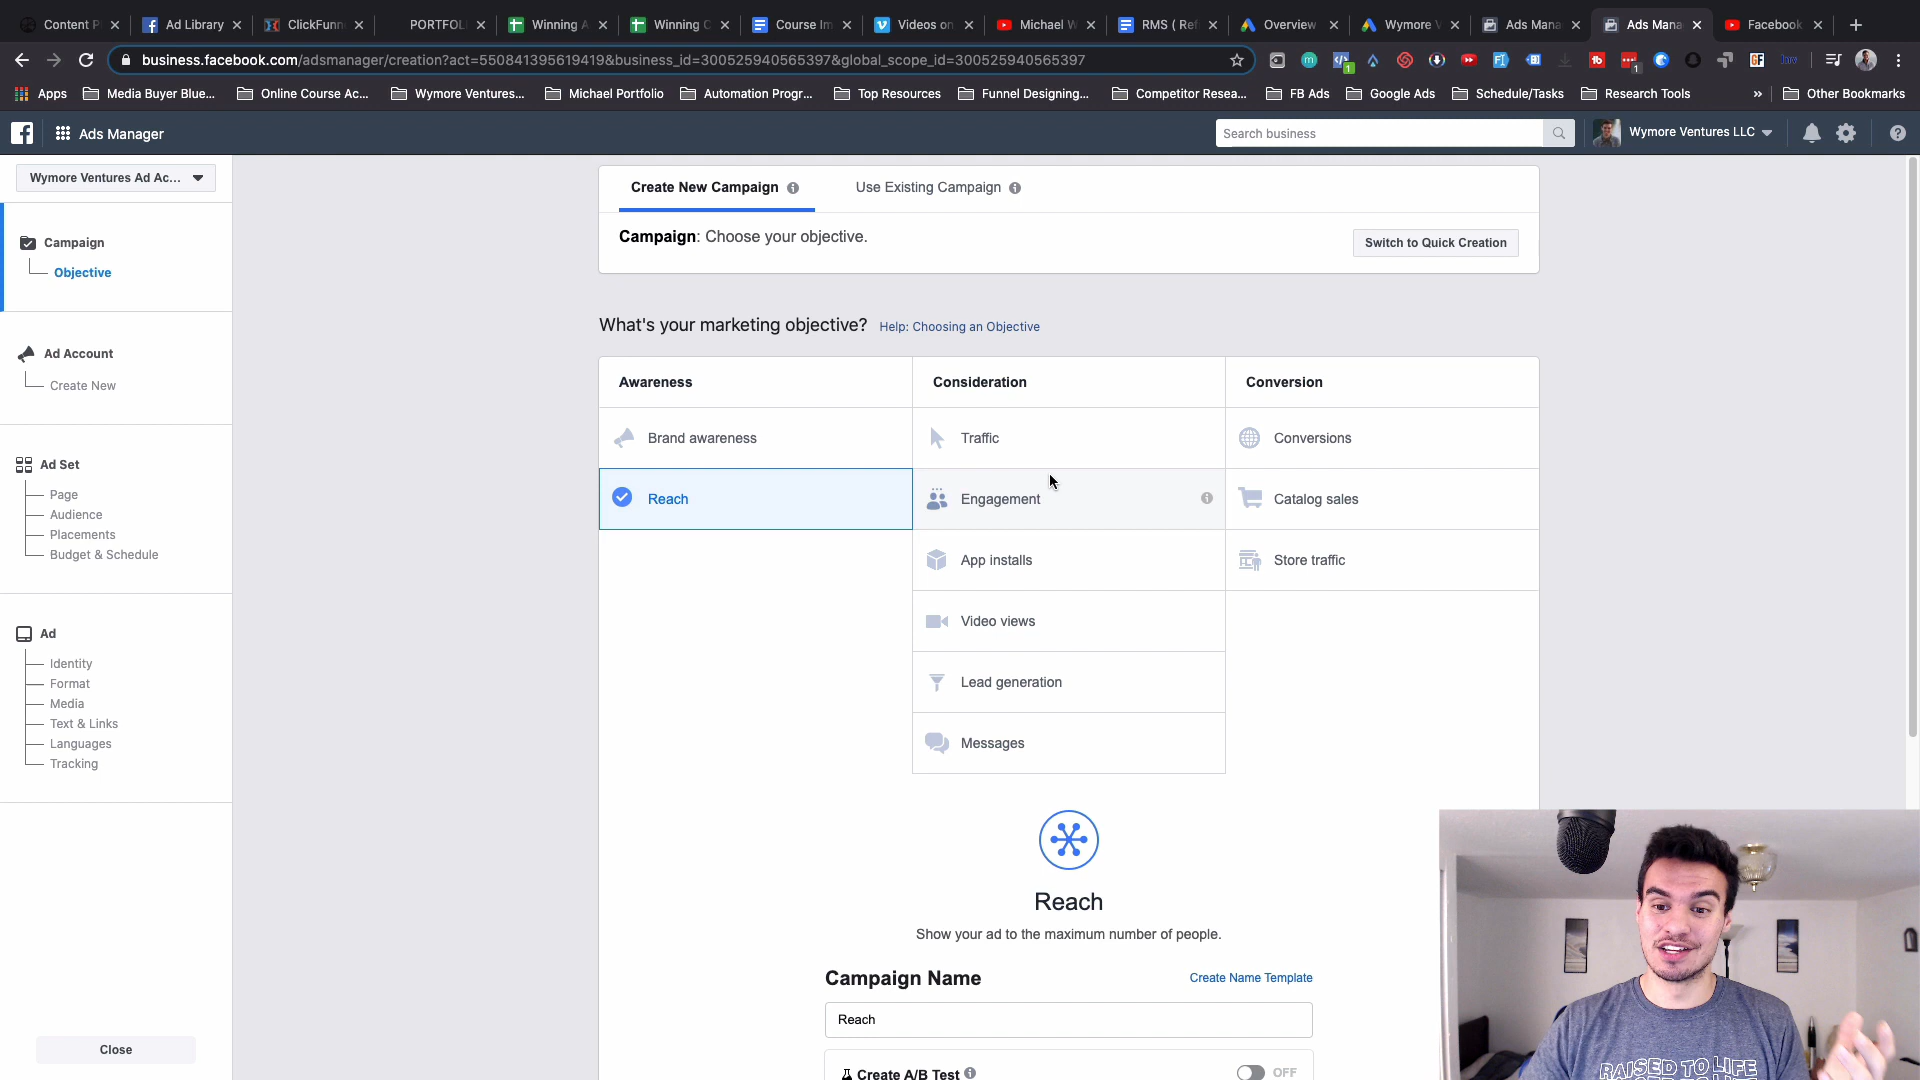 Content P
Ad Library
ClickFunn
PORTFOL
Winning A
Winning C
Course Im
Videos on
Michael W
RMS ( Ref
Overview
Wymore V
Ads Mana
Ads Mana
Facebook
business.facebook.com/adsmanager/creation?act=550841395619419&business_id=300525940565397&global_scope_id=300525940565397
Apps
Media Buyer Blue...
Online Course Ac...
Wymore Ventures...
Michael Portfolio
Automation Progr...
Top Resources
Funnel Designing...
Competitor Resea...
FB Ads
Google Ads
Schedule/Tasks
Research Tools
»
Other Bookmarks
Ads Manager
Search business
Wymore Ventures LLC
Wymore Ventures Ad Ac...
Campaign
Objective
Ad Account
Create New
Ad Set
Page
Audience
Placements
Budget & Schedule
Ad
Identity
Format
Media
Text & Links
Languages
Tracking
Close
Create New Campaign
Use Existing Campaign
Campaign: Choose your objective.
Switch to Quick Creation
What's your marketing objective? Help: Choosing an Objective
Awareness
Consideration
Conversion
Brand awareness
Traffic
Conversions
Reach
Engagement
Catalog sales
App installs
Store traffic
Video views
Lead generation
Messages
Reach
Show your ad to the maximum number of people.
Campaign Name
Create Name Template
Reach
Create A/B Test
OFF
RAISED TO LIFE